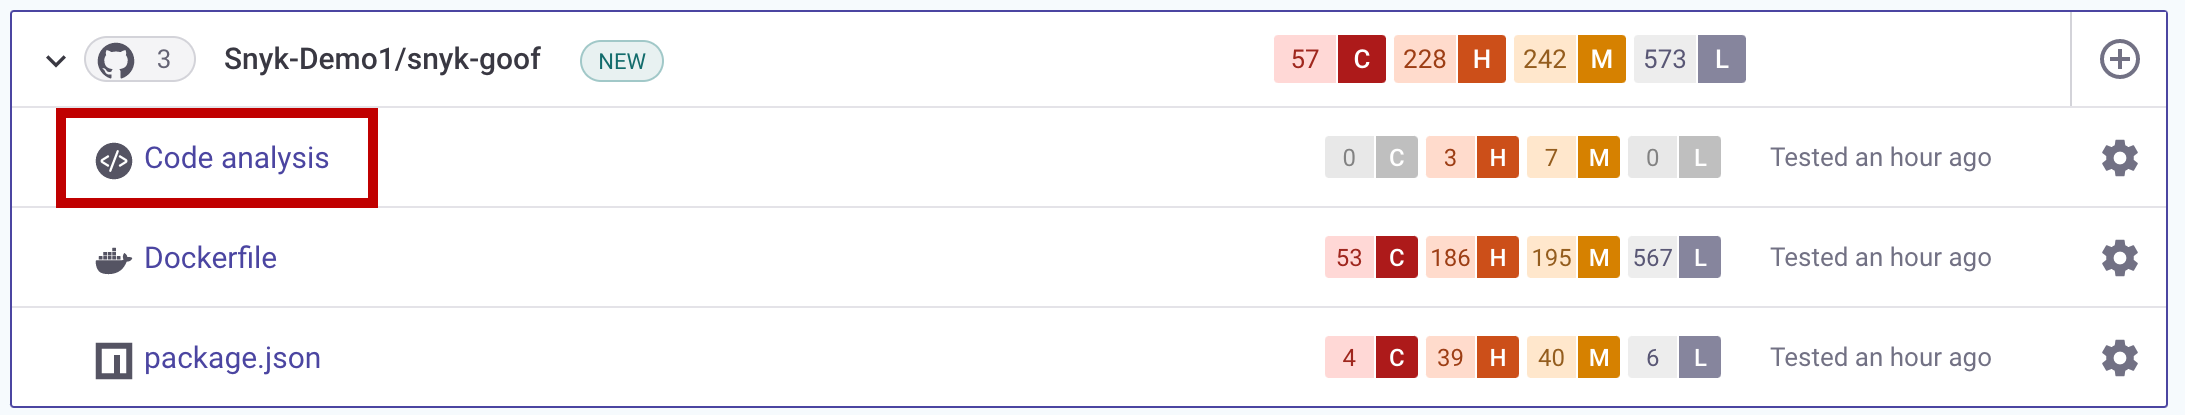 3 Snyk-Demo1/snyk-goof NEW 57 C 228 H 242 M 573 L
</> Code analysis 0 C 3 H 7 M 0 L Tested an hour ago
Dockerfile 53 C 186 H 195 M 567 L Tested an hour ago
package.json 4 C 39 H 40 M 6 L Tested an hour ago